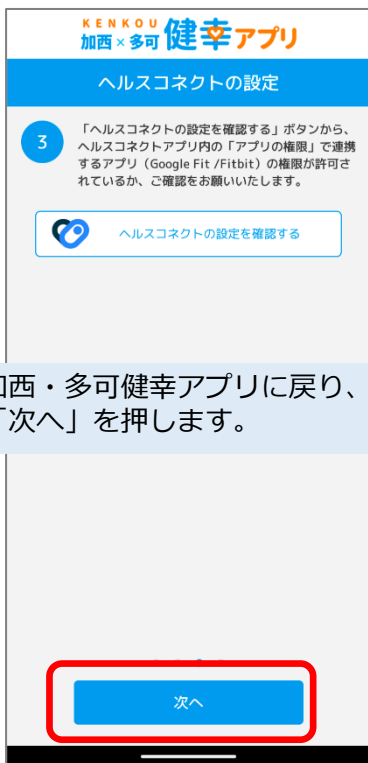 KENKOU
加西×多可 健幸アプリ
ヘルスコネクトの設定
3
「ヘルスコネクトの設定を確認する」ボタンから、
ヘルスコネクトアプリ内の「アプリの権限」で連携
するアプリ（Google Fit /Fitbit）の権限が許可さ
れているか、ご確認をお願いいたします。
ヘルスコネクトの設定を確認する
加西・多可健幸アプリに戻り、
「次へ」を押します。
次へ